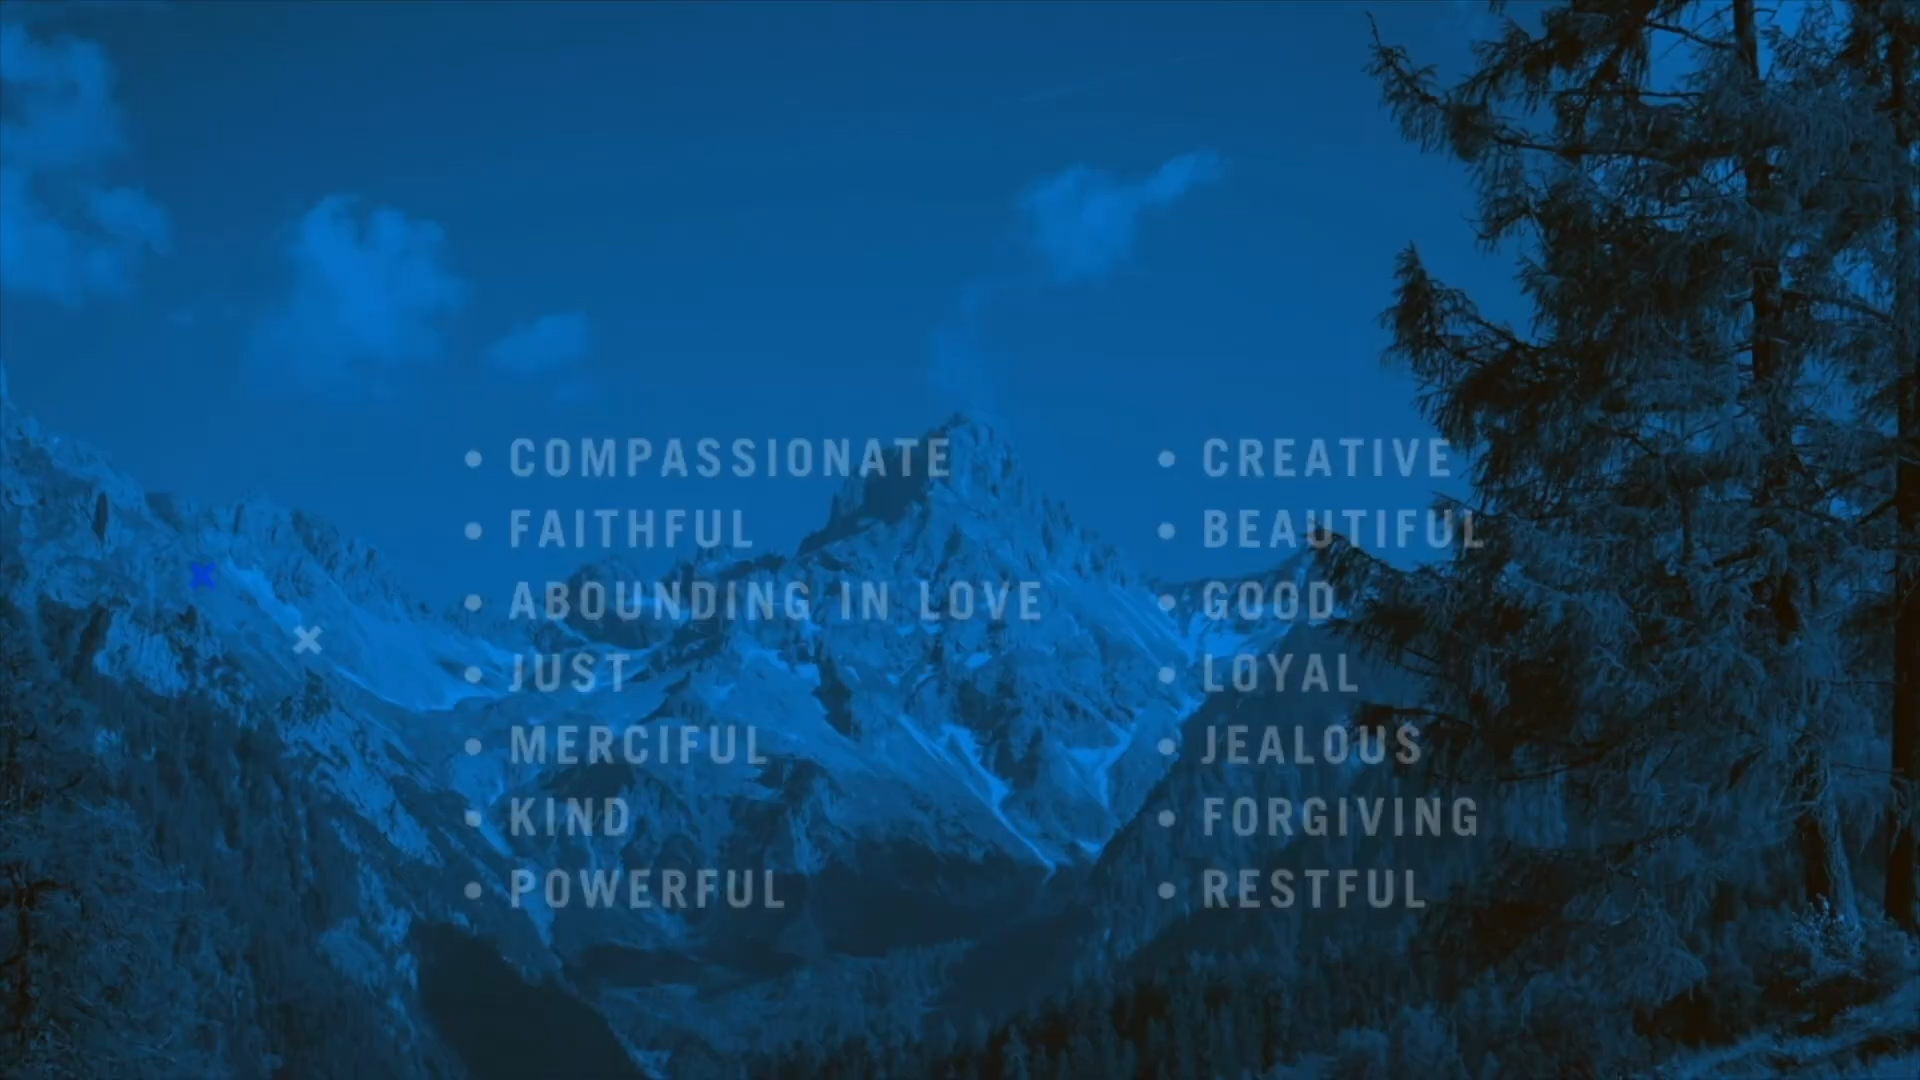 • COMPASSIONATE
• FAITHFUL
• ABOUNDING IN LOVE
• JUST
• MERCIFUL
• KIND
• POWERFUL
• CREATIVE
• BEAUTIFUL
• GOOD
• LOYAL
• JEALOUS
• FORGIVING
• RESTFUL